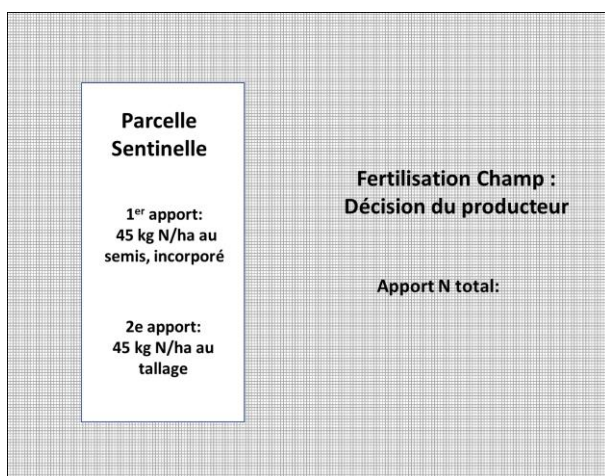 Parcelle
Sentinelle
1er apport:
45 kg N/ha au
semis, incorporé
2e apport:
45 kg N/ha au
tallage
Fertilisation Champ :
Décision du producteur
Apport N total: